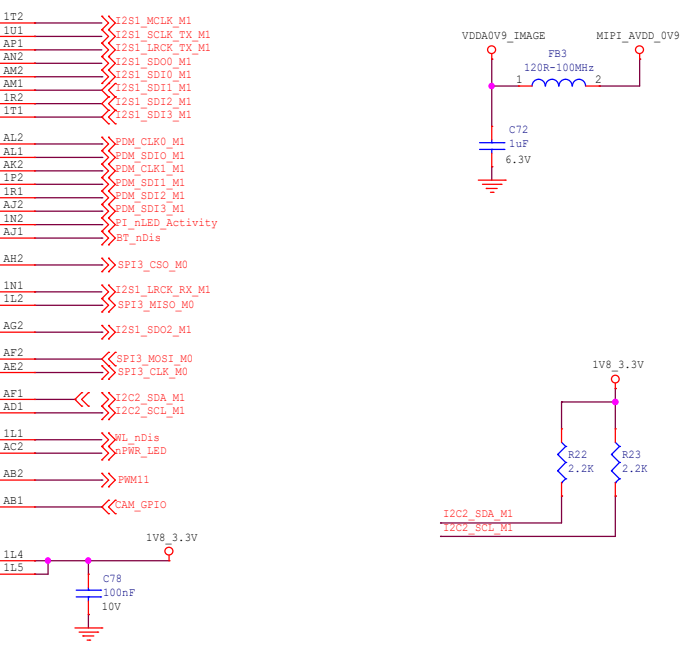 1T2 I2S1_MCLK_M1
1U1 I2S1_SCLK_TX_M1
AP1 I2S1_LRCK_TX_M1
AN2 I2S1_SDO0_M1
AM2 I2S1_SDI0_M1
AM1 I2S1_SDI1_M1
1R2 I2S1_SDI2_M1
1T1 I2S1_SDI3_M1
AL2 PDM_CLK0_M1
AL1 PDM_SDIO_M1
AK2 PDM_CLK1_M1
1P2 PDM_SDI1_M1
1R1 PDM_SDI2_M1
AJ2 PDM_SDI3_M1
1N2 PI_nLED_Activity
AJ1 BT_nDis
AH2 SPI3_CSO_M0
1N1 I2S1_LRCK_RX_M1
1L2 SPI3_MISO_M0
AG2 I2S1_SDO2_M1
AF2 SPI3_MOSI_M0
AE2 SPI3_CLK_M0
AF1 I2C2_SDA_M1
AD1 I2C2_SCL_M1
1L1 WL_nDis
AC2 nPWR_LED
AB2 PWM11
AB1 CAM_GPIO
1V8_3.3V
1L4
1L5
C78
100nF
10V
VDDA0V9_IMAGE MIPI_AVDD_0V9
FB3
120R-100MHz
1 2
C72
1uF
6.3V
1V8_3.3V
R22 R23
2.2K 2.2K
I2C2_SDA_M1
I2C2_SCL_M1